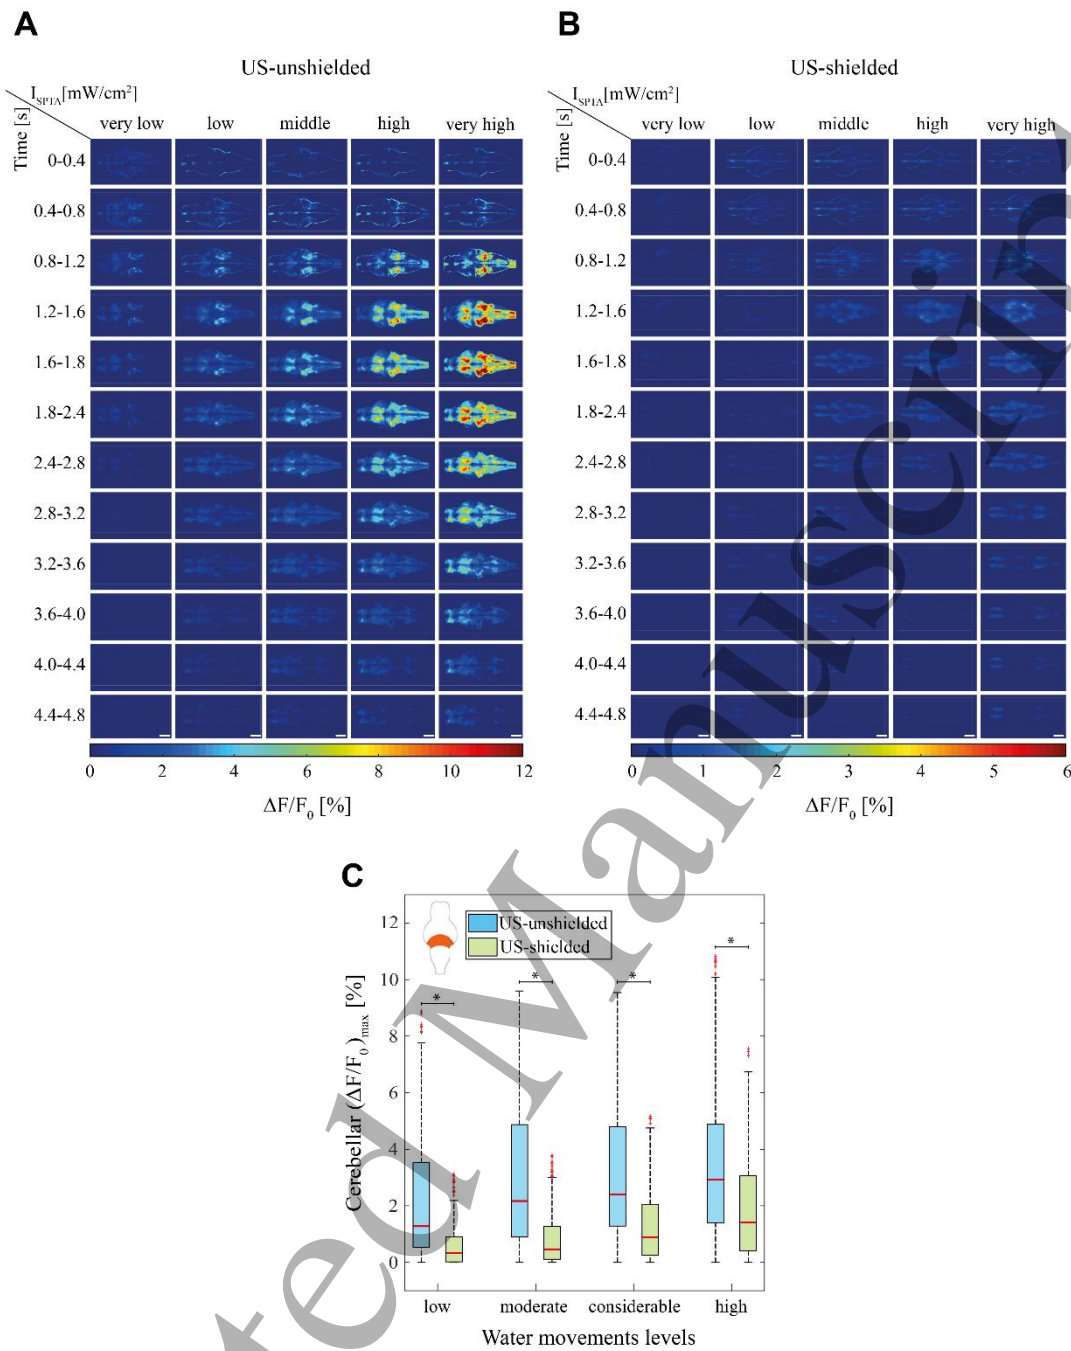 A
US-unshielded
I_SPTA[mW/cm²]
Time [s]
very low low middle high very high
0-0.4
0.4-0.8
0.8-1.2
1.2-1.6
1.6-1.8
1.8-2.4
2.4-2.8
2.8-3.2
3.2-3.6
3.6-4.0
4.0-4.4
4.4-4.8
0 2 4 6 8 10 12
ΔF/F₀ [%]
B
US-shielded
I_SPTA[mW/cm²]
Time [s]
very low low middle high very high
0-0.4
0.4-0.8
0.8-1.2
1.2-1.6
1.6-1.8
1.8-2.4
2.4-2.8
2.8-3.2
3.2-3.6
3.6-4.0
4.0-4.4
4.4-4.8
0 1 2 3 4 5 6
ΔF/F₀ [%]
C
US-unshielded
US-shielded
* * * *
Cerebellar (ΔF/F₀)max [%]
12
10
8
6
4
2
0
low moderate considerable high
Water movements levels
ted Manuscript